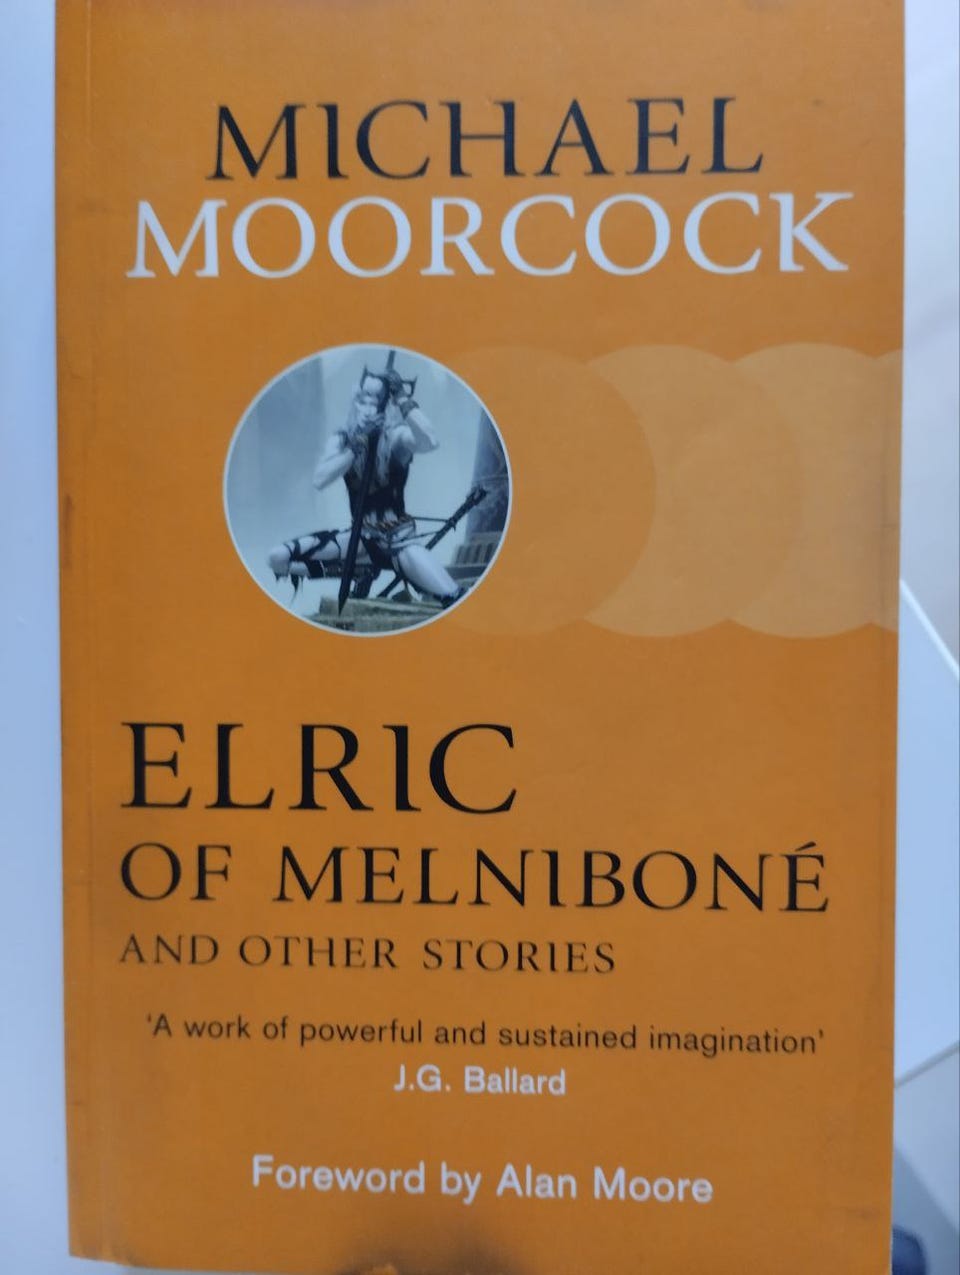 MICHAEL
MOORCOCK
ELRIC
OF MELNIBONÉ
AND OTHER STORIES
'A work of powerful and sustained imagination'
J.G. Ballard
Foreword by Alan Moore